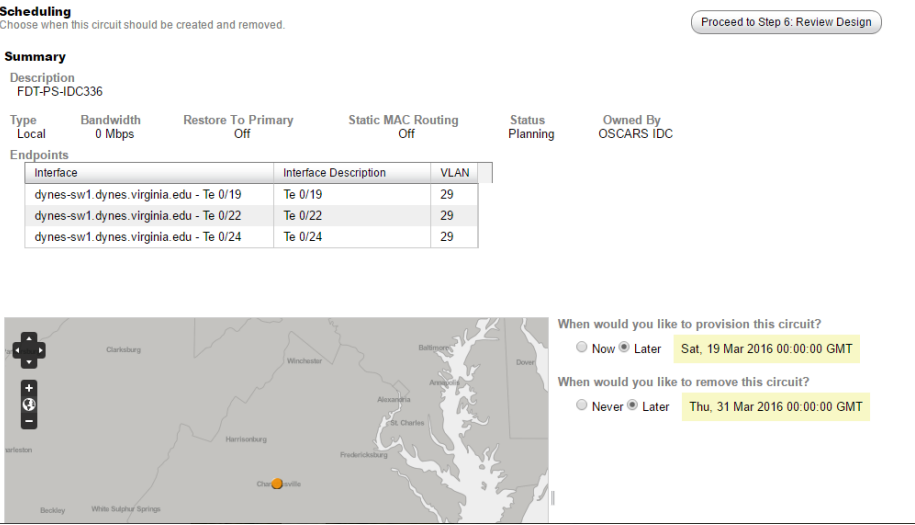 Scheduling
Choose when this circuit should be created and removed.
Proceed to Step 6: Review Design
Summary
Description
FDT-PS-IDC336
Type Bandwidth Restore To Primary Static MAC Routing Status Owned By
Local 0 Mbps Off Off Planning OSCARS IDC
Endpoints
Interface Interface Description VLAN
dynes-sw1.dynes.virginia.edu - Te 0/19 Te 0/19 29
dynes-sw1.dynes.virginia.edu - Te 0/22 Te 0/22 29
dynes-sw1.dynes.virginia.edu - Te 0/24 Te 0/24 29
When would you like to provision this circuit?
Now Later Sat, 19 Mar 2016 00:00:00 GMT
When would you like to remove this circuit?
Never Later Thu, 31 Mar 2016 00:00:00 GMT
Clarksburg
Baltimore
Winchester
Dover
Annapolis
Alexandria
St. Charles
Harrisonburg
arleston
Fredericksburg
Beckley
White Sulphur Springs